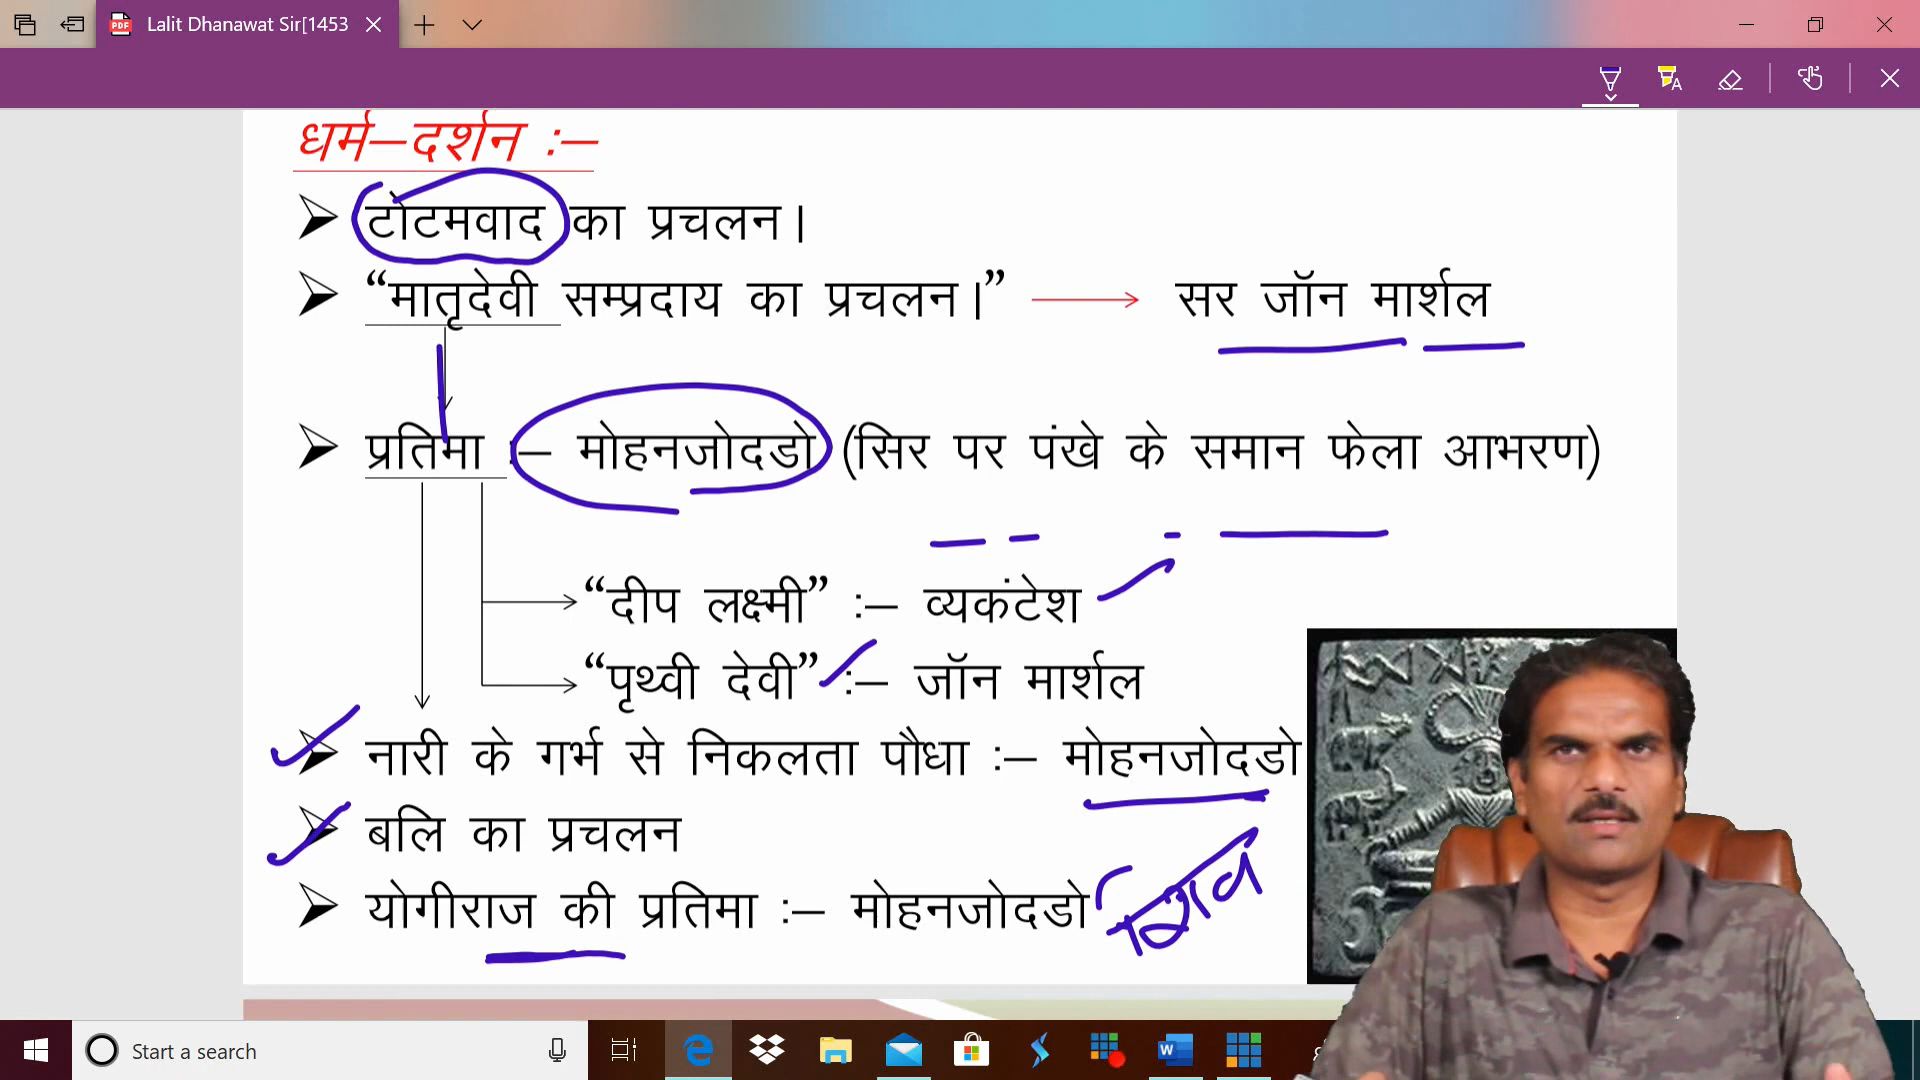 Lalit Dhanawat Sir[1453
धर्म–दर्शन :–
टोटमवाद का प्रचलन।
“मातृदेवी सम्प्रदाय का प्रचलन।” सर जॉन मार्शल
प्रतिमा :– मोहनजोदडो (सिर पर पंखे के समान फेला आभरण)
“दीप लक्ष्मी” :– व्यकंटेश
“पृथ्वी देवी” :– जॉन मार्शल
नारी के गर्भ से निकलता पौधा :– मोहनजोदडो
बलि का प्रचलन
योगीराज की प्रतिमा :– मोहनजोदडो
Start a search